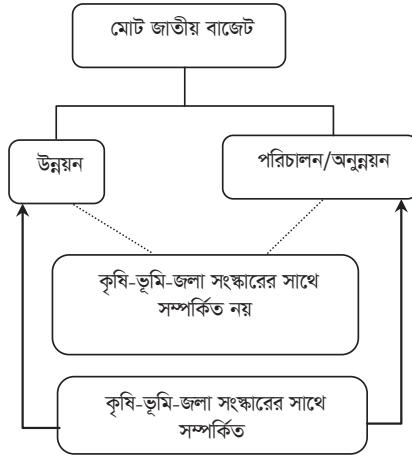 মোট জাতীয় বাজেট
উন্নয়ন
পরিচালন/অনুন্নয়ন
কৃষি-ভূমি-জলা সংস্কারের সাথে
সম্পর্কিত নয়
কৃষি-ভূমি-জলা সংস্কারের সাথে
সম্পর্কিত